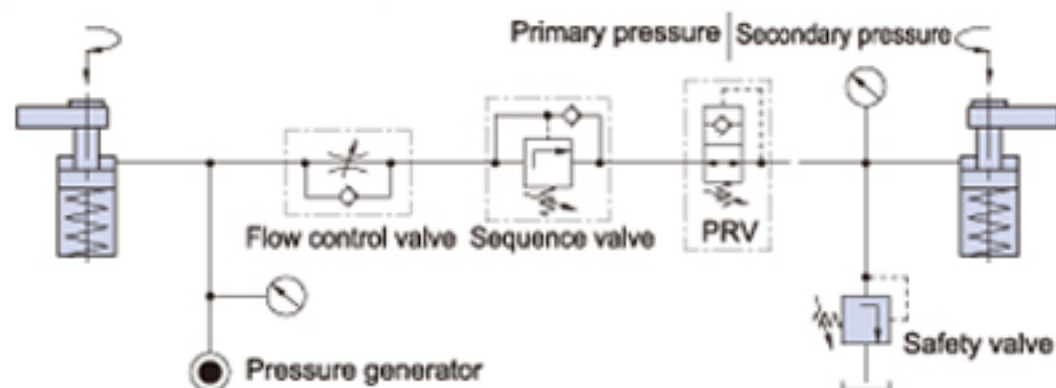 Primary pressure
Secondary pressure
Flow control valve
Sequence valve
PRV
Safety valve
Pressure generator